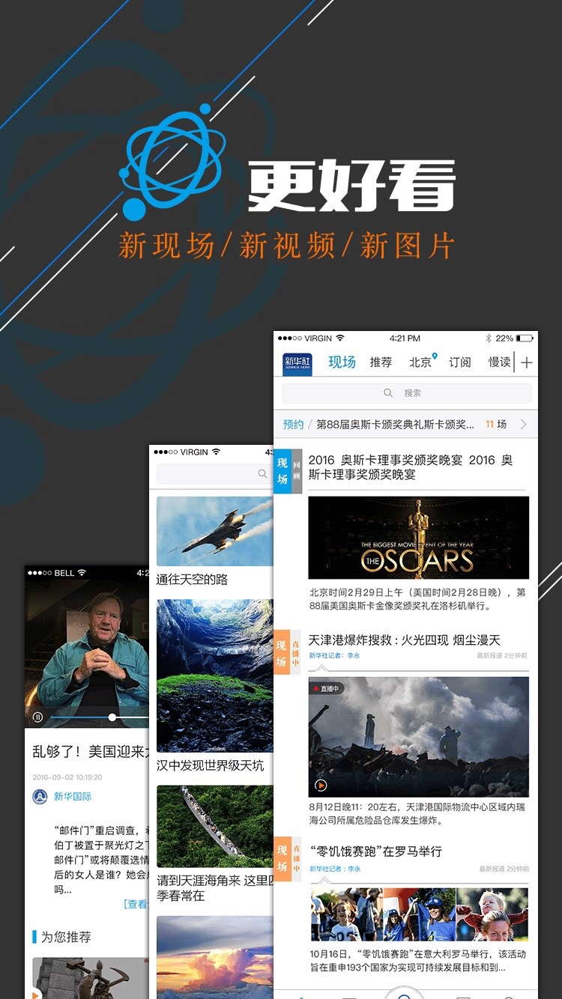 更好看
新现场/新视频/新图片
VIRGIN 4:21 PM 22%
新华社
XINHUA NEWS
现场 推荐 北京 订阅 慢读
搜索
预约 / 第88届奥斯卡颁奖典礼斯卡颁奖... 11 场
现场
回顾
2016 奥斯卡理事奖颁奖晚宴 2016 奥
斯卡理事奖颁奖晚宴
THE BIGGEST MOVIE EVENT OF THE YEAR
THE OSCARS
北京时间2月29日上午（美国时间2月28日晚），第
88届美国奥斯卡金像奖颁奖礼在洛杉矶举行。
现场
直播中
天津港爆炸搜救：火光四现 烟尘漫天
新华社记者：李永 最新报道 2分钟前
直播中
8月12日晚11：20左右，天津港国际物流中心区域内瑞
海公司所属危险品仓库发生爆炸。
现场
直播中
“零饥饿赛跑”在罗马举行
新华社记者：李永 最新报道 2分钟前
10月16日，“零饥饿赛跑”在意大利罗马举行，该活动
旨在重申193个国家为实现可持续发展目标和到...
VIRGIN 4:2
通往天空的路
汉中发现世界级天坑
请到天涯海角来 这里四
季春常在
BELL 4:2
乱够了！美国迎来
2016-09-02 10:19:20
新华国际
“邮件门”重启调查，
伯丁被置于聚光灯之下
邮件门”或将颠覆选情
后的女人是谁？她会
吗...
[查看
为您推荐